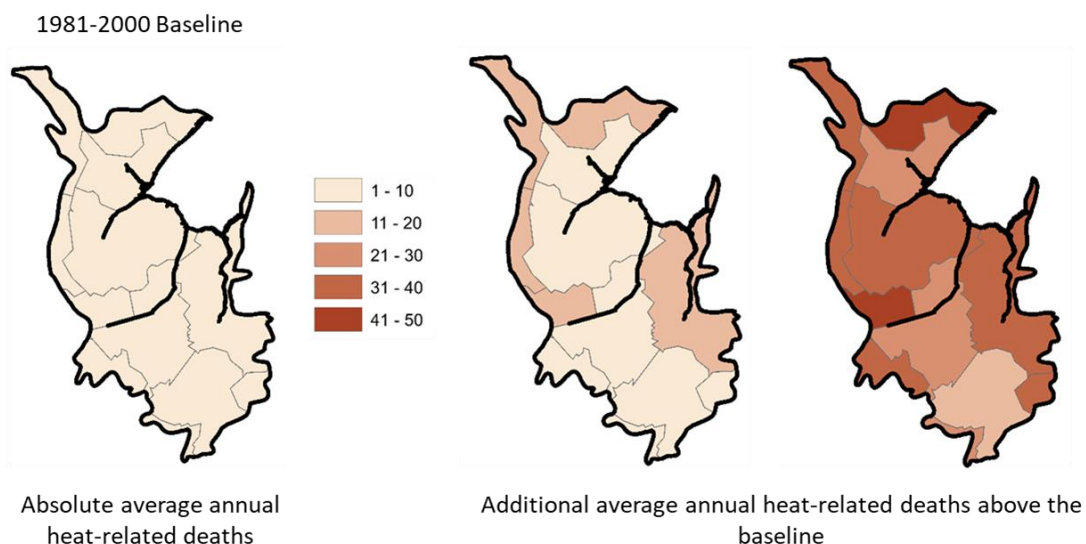 1981-2000 Baseline
1 - 10
11 - 20
21 - 30
31 - 40
41 - 50
Absolute average annual
heat-related deaths
Additional average annual heat-related deaths above the
baseline